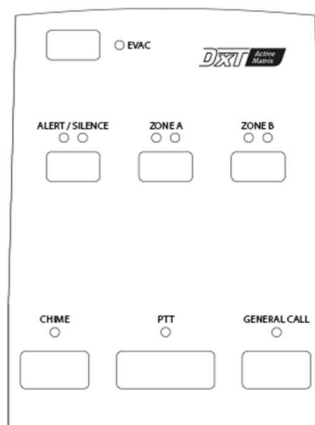 EVAC
DXT Active
Matrix
ALERT / SILENCE ZONE A ZONE B
CHIME PTT GENERAL CALL